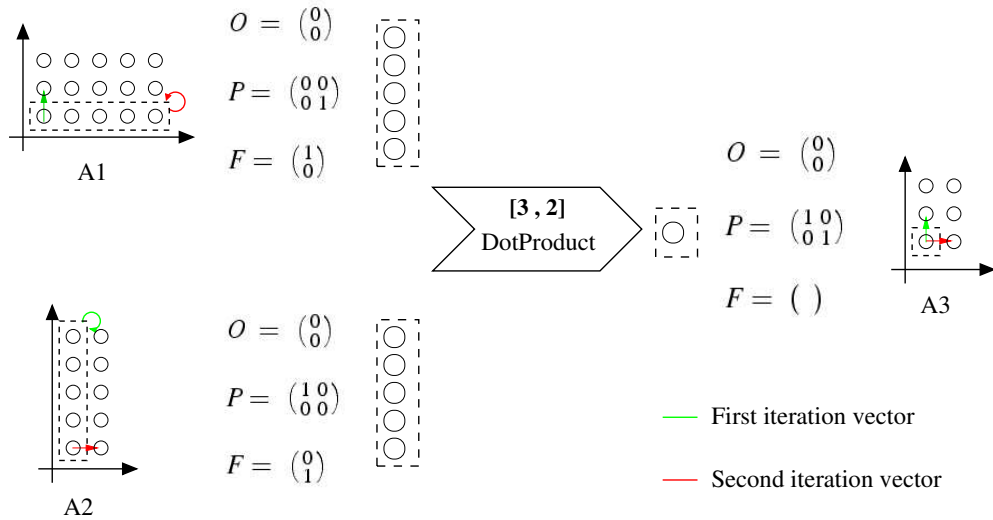 O = (0
0)
P = (0 0
0 1)
F = (1
0)
A1
[3 , 2]
DotProduct
O = (0
0)
P = (1 0
0 1)
F = ( )
A3
O = (0
0)
P = (1 0
0 0)
F = (0
1)
A2
First iteration vector
Second iteration vector